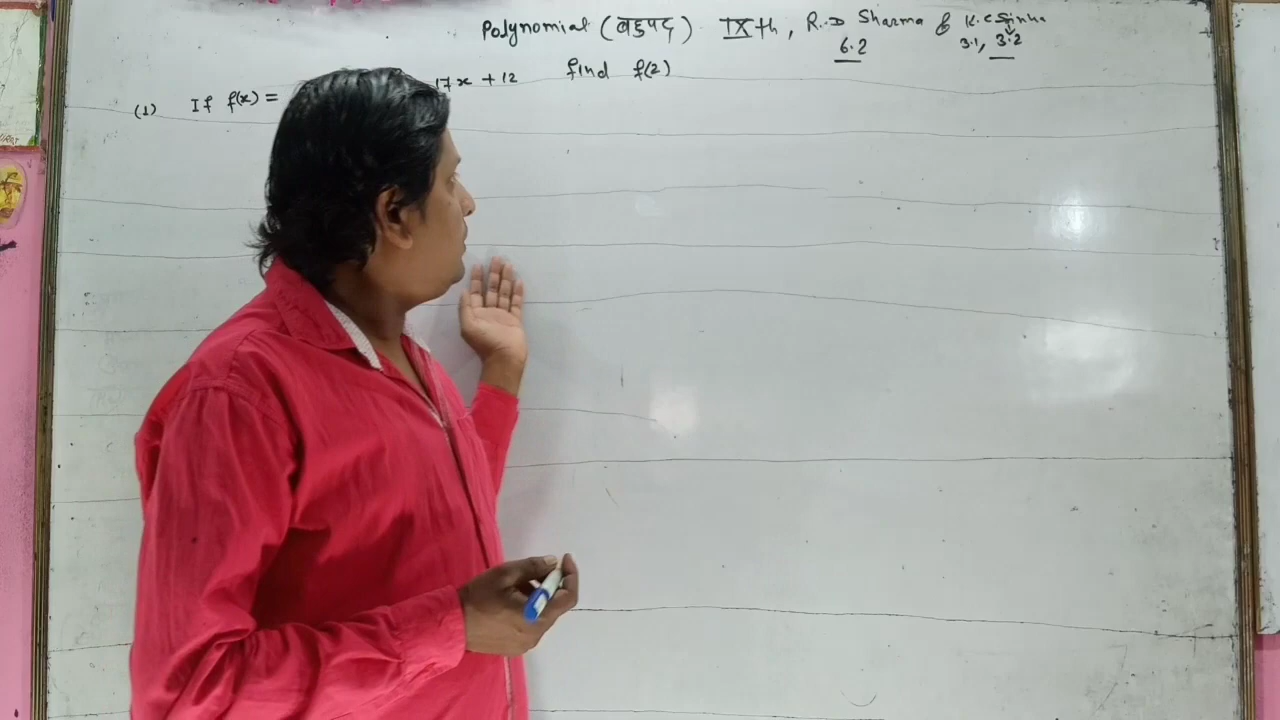 Polynomial (बहुपद) IXth, R.D Sharma & K.C Sinha
6.2 3.1, 3.2
(1) If f(x) = 17x + 12 find f(2)